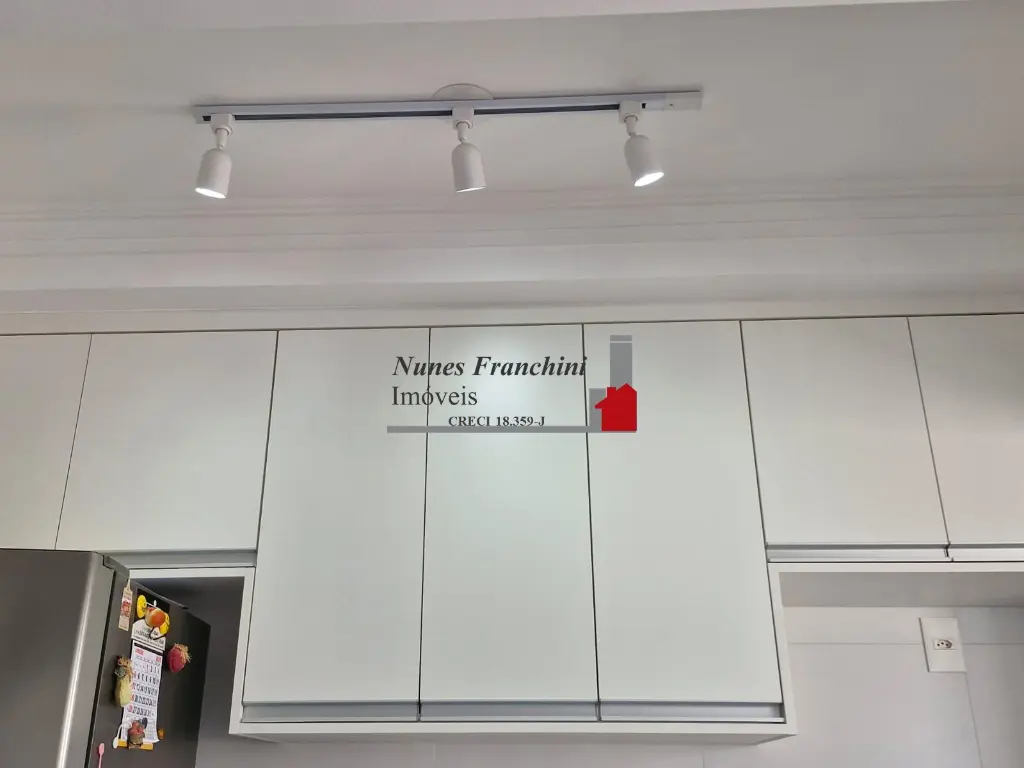 Nunes Franchini
Imóveis
CRECI 18.359-J